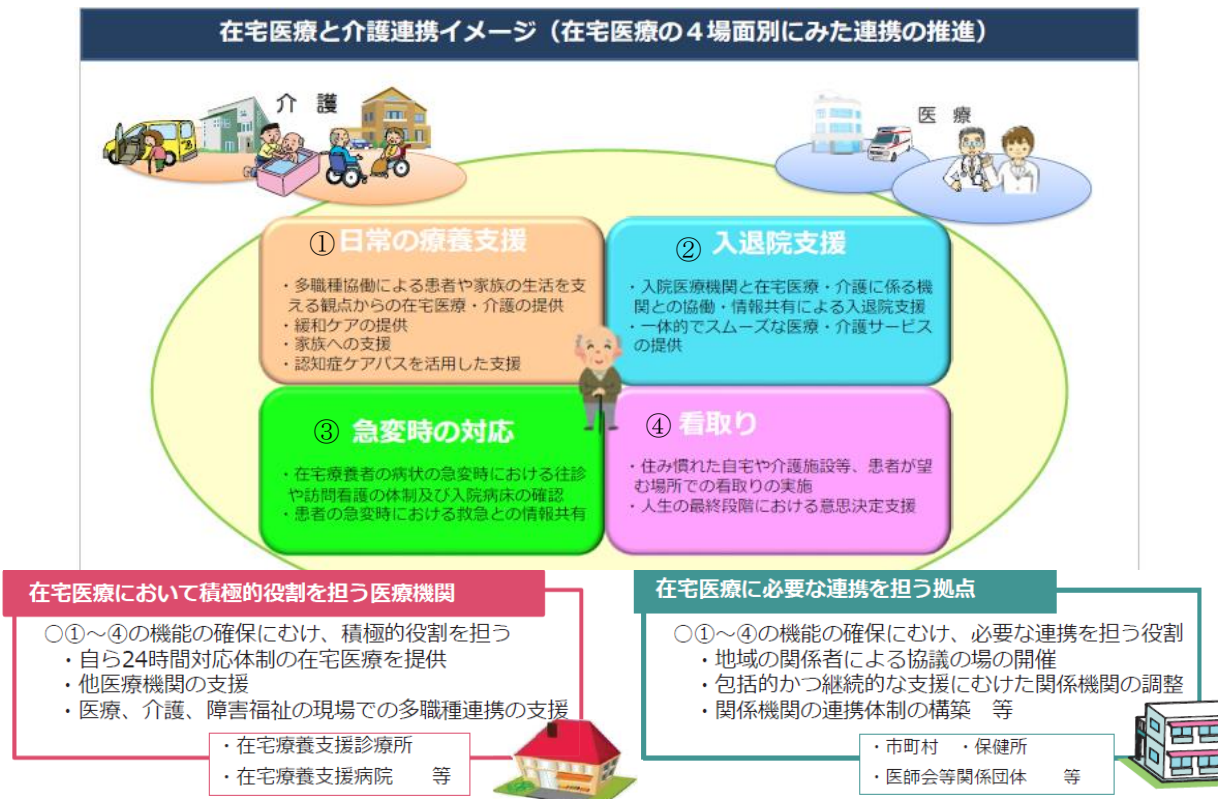 在宅医療と介護連携イメージ（在宅医療の４場面別にみた連携の推進）
介 護
医 療
①日常の療養支援
・多職種協働による患者や家族の生活を支
える観点からの在宅医療・介護の提供
・緩和ケアの提供
・家族への支援
・認知症ケアパスを活用した支援
② 入退院支援
・入院医療機関と在宅医療・介護に係る機
関との協働・情報共有による入退院支援
・一体的でスムーズな医療・介護サービス
の提供
③ 急変時の対応
・在宅療養者の病状の急変時における往診
や訪問看護の体制及び入院病床の確認
・患者の急変時における救急との情報共有
④ 看取り
・住み慣れた自宅や介護施設等、患者が望
む場所での看取りの実施
・人生の最終段階における意思決定支援
在宅医療において積極的役割を担う医療機関
○①～④の機能の確保にむけ、積極的役割を担う
・自ら24時間対応体制の在宅医療を提供
・他医療機関の支援
・医療、介護、障害福祉の現場での多職種連携の支援
・在宅療養支援診療所
・在宅療養支援病院　等
在宅医療に必要な連携を担う拠点
○①～④の機能の確保にむけ、必要な連携を担う役割
・地域の関係者による協議の場の開催
・包括的かつ継続的な支援にむけた関係機関の調整
・関係機関の連携体制の構築　等
・市町村　・保健所
・医師会等関係団体　等